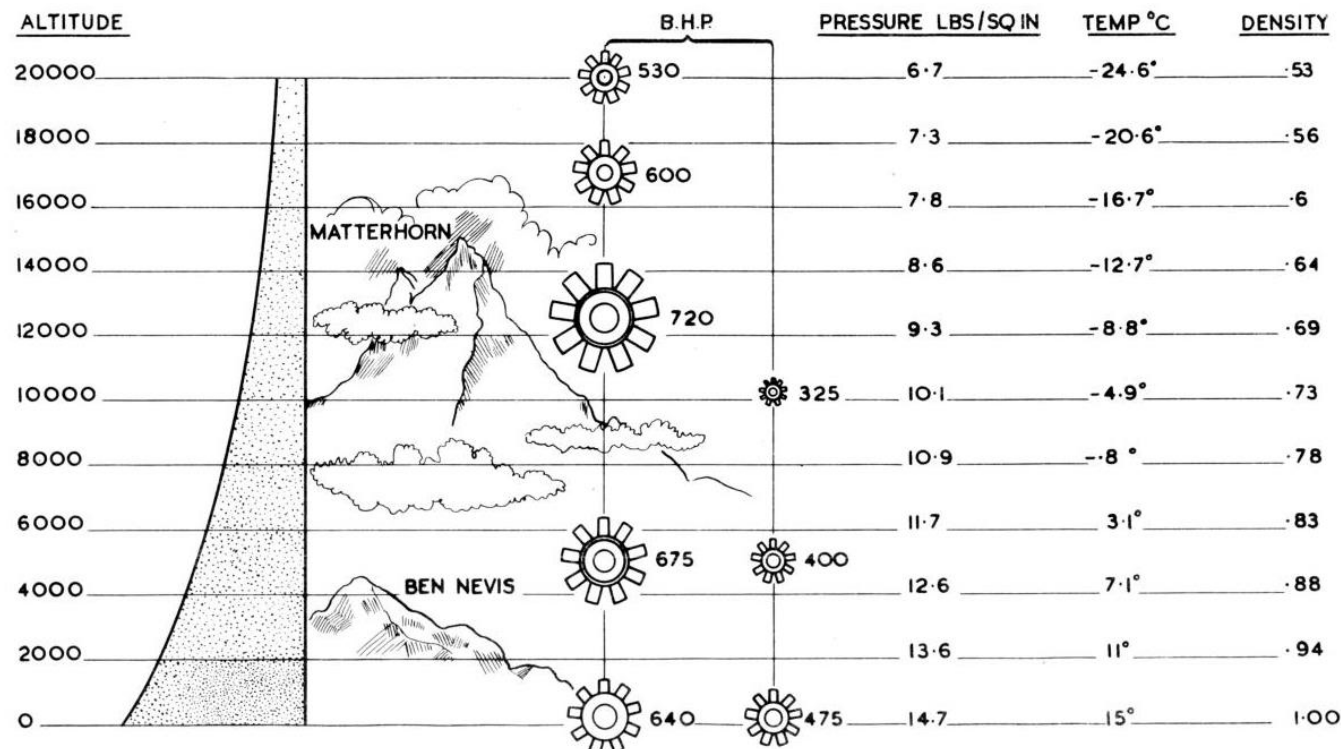 ALTITUDE B.H.P. PRESSURE LBS/SQ IN TEMP °C DENSITY
20000 530 6·7 -24·6° ·53
18000 7·3 -20·6° ·56
600
16000 7·8 -16·7° ·6
MATTERHORN
14000 8·6 -12·7° ·64
720
12000 9·3 -8·8° ·69
10000 325 10·1 -4·9° ·73
8000 10·9 -·8° ·78
6000 11·7 3·1° ·83
675 400
4000 BEN NEVIS 12·6 7·1° ·88
2000 13·6 11° ·94
0 640 475 14·7 15° 1·00